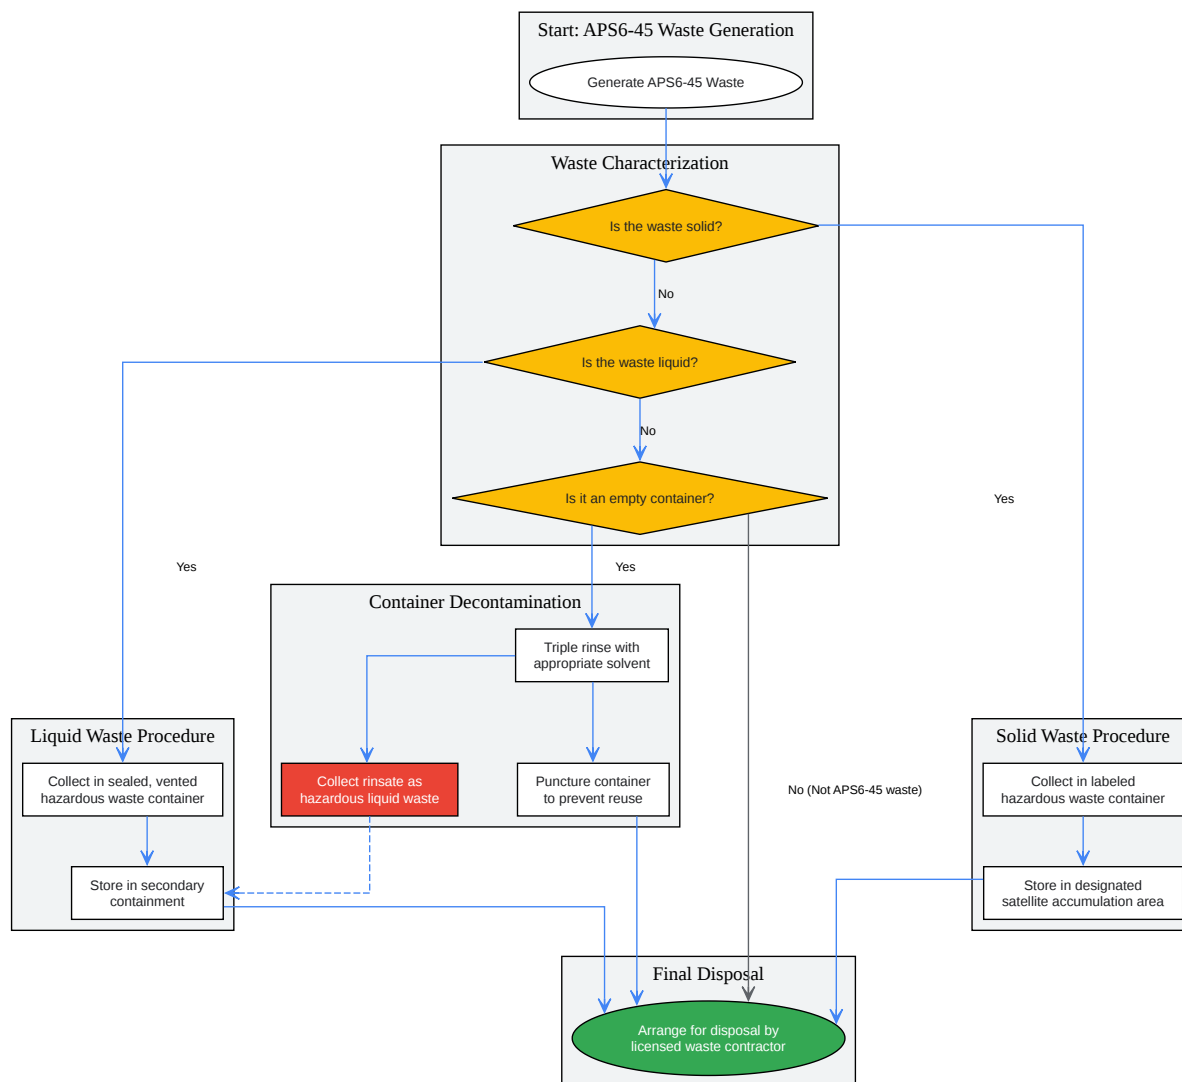 Start: APS6-45 Waste Generation
Generate APS6-45 Waste
Waste Characterization
Is the waste solid?
No
Is the waste liquid?
No
Is it an empty container?
Yes
Yes
Yes
Container Decontamination
Triple rinse with
appropriate solvent
Collect rinsate as
hazardous liquid waste
Puncture container
to prevent reuse
No (Not APS6-45 waste)
Liquid Waste Procedure
Collect in sealed, vented
hazardous waste container
Store in secondary
containment
Solid Waste Procedure
Collect in labeled
hazardous waste container
Store in designated
satellite accumulation area
Final Disposal
Arrange for disposal by
licensed waste contractor